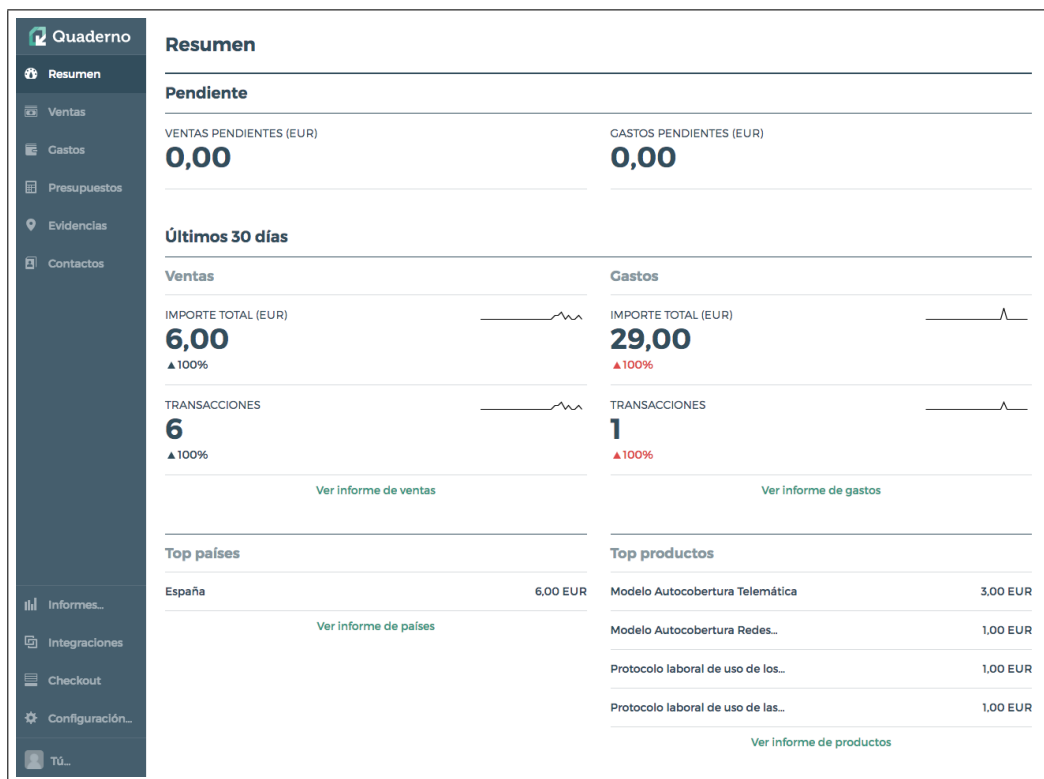 Quaderno
Resumen
Ventas
Gastos
Presupuestos
Evidencias
Contactos
Informes...
Integraciones
Checkout
Configuración...
Tú...
Resumen
Pendiente
VENTAS PENDIENTES (EUR)
0,00
GASTOS PENDIENTES (EUR)
0,00
Últimos 30 días
Ventas
IMPORTE TOTAL (EUR)
6,00
▲100%
TRANSACCIONES
6
▲100%
Ver informe de ventas
Gastos
IMPORTE TOTAL (EUR)
29,00
▲100%
TRANSACCIONES
1
▲100%
Ver informe de gastos
Top países
España 6,00 EUR
Ver informe de países
Top productos
Modelo Autocobertura Telemática 3,00 EUR
Modelo Autocobertura Redes... 1,00 EUR
Protocolo laboral de uso de los... 1,00 EUR
Protocolo laboral de uso de las... 1,00 EUR
Ver informe de productos